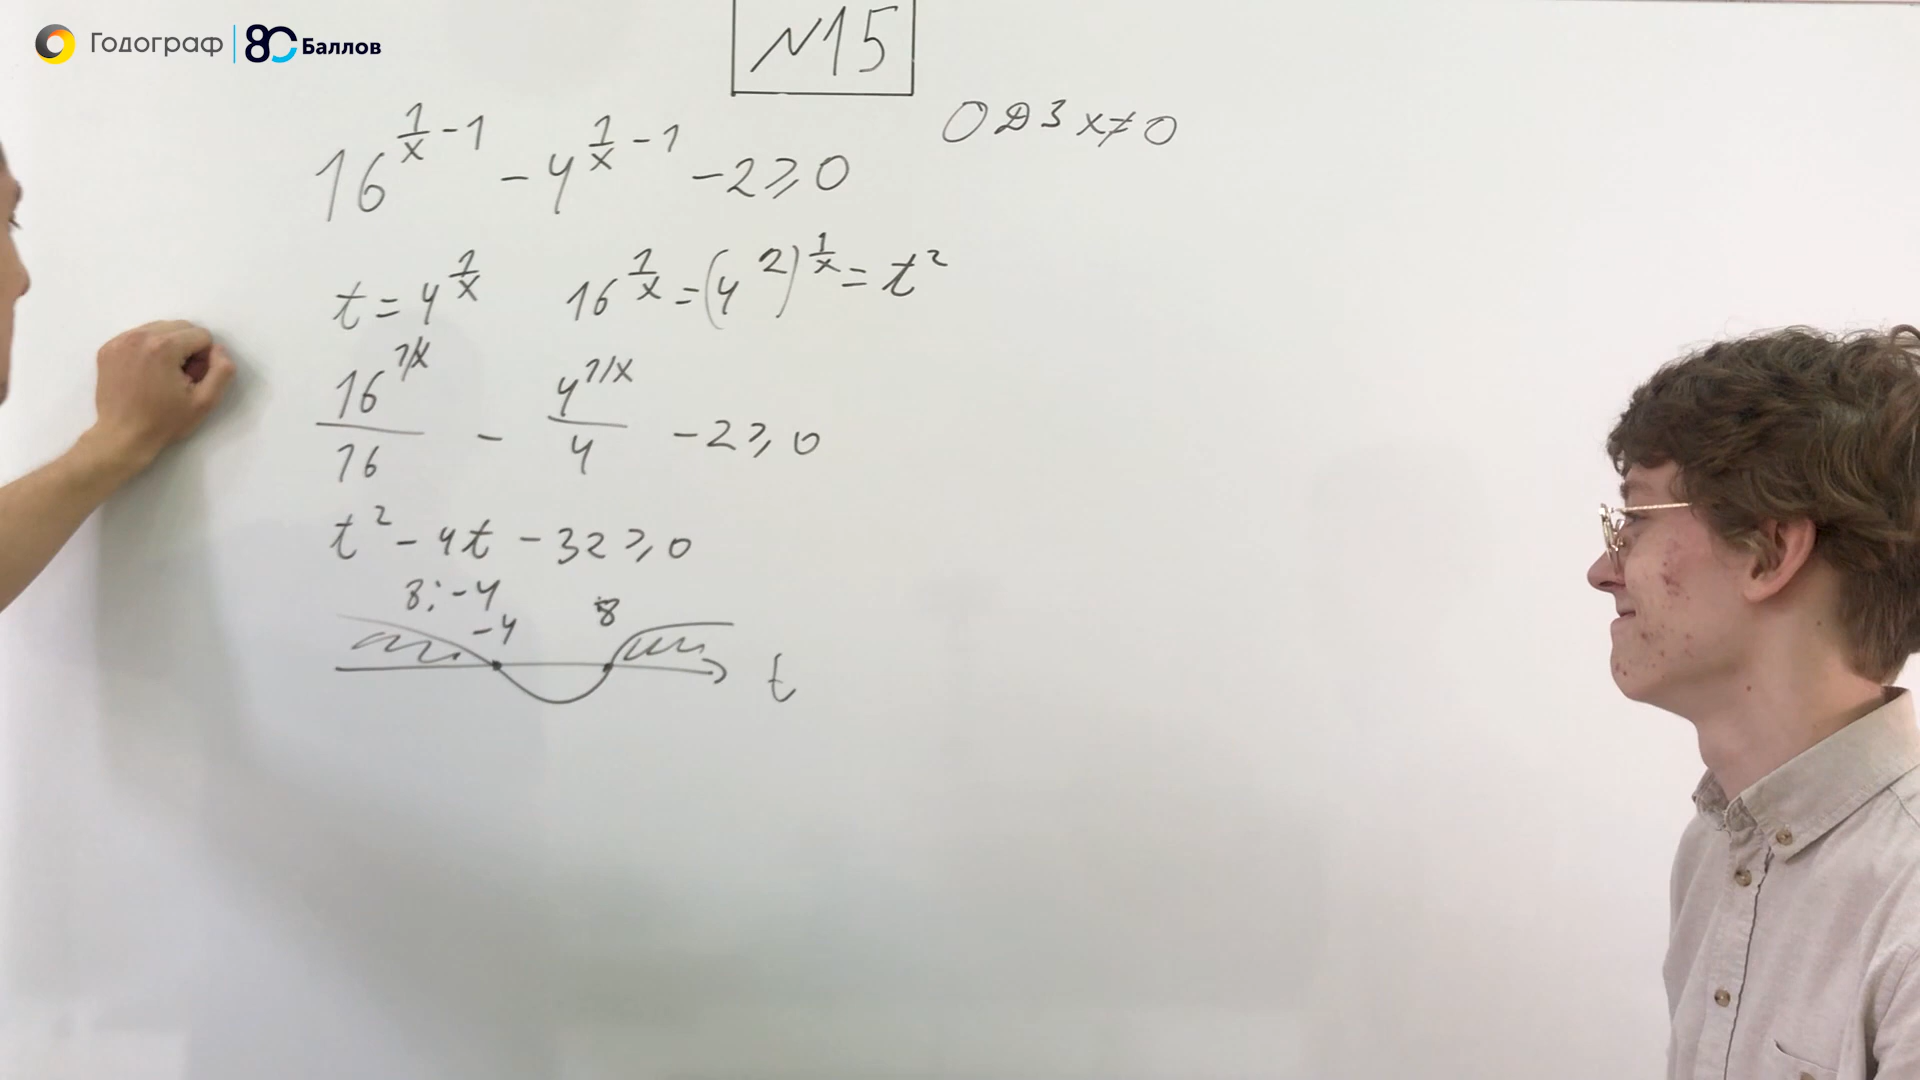 Годограф 80 Баллов
N15
16^{1/x - 1} - 4^{1/x - 1} - 2 ⩾ 0
ОДЗ x ≠ 0
t = 4^{1/x} 16^{1/x} = (4^2)^{1/x} = t^2
16^{1/x}/16 - 4^{1/x}/4 - 2 ⩾ 0
t^2 - 4t - 32 ⩾ 0
8; -4
-4 8
t